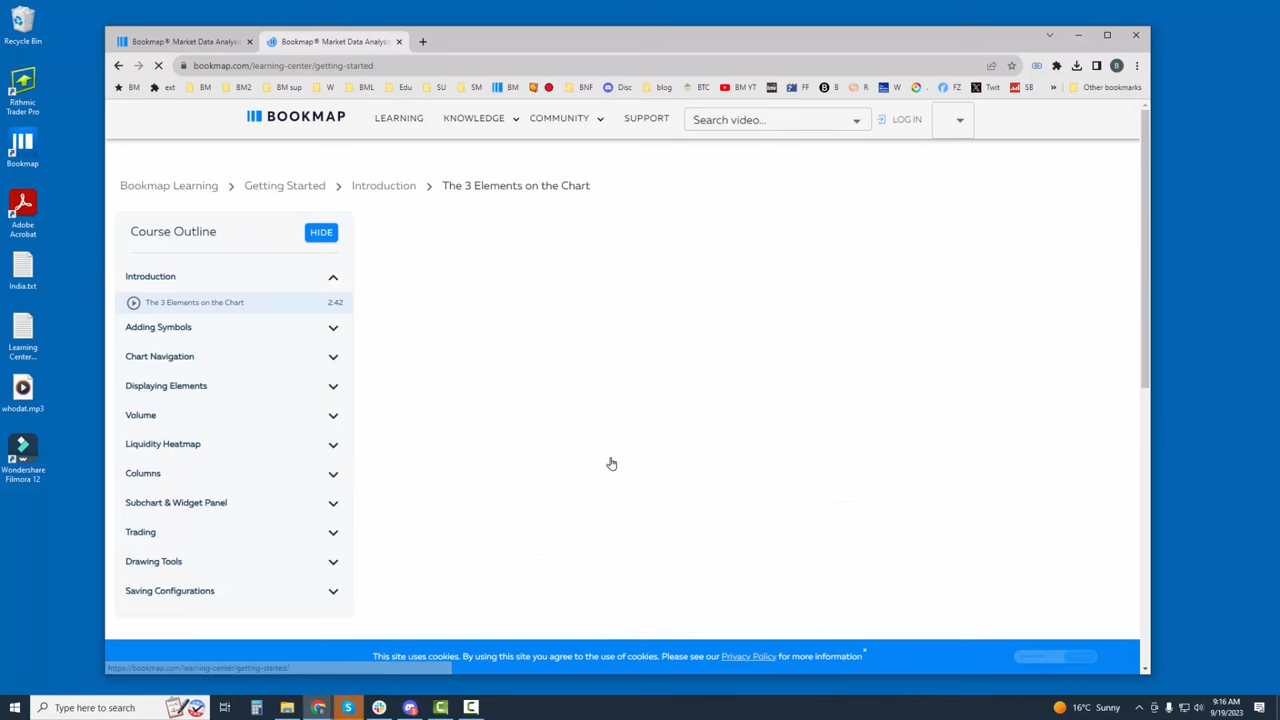 Recycle Bin
Rithmic
Trader Pro
Bookmap
Adobe
Acrobat
India.txt
Learning
Center...
whodat.mp3
Wondershare
Filmora 12
Bookmap® Market Data Analysis
Bookmap® Market Data Analysis
bookmap.com/learning-center/getting-started
B
BM
ext
BM
BM2
BM sup
W
BML
Edu
SU
SM
BM
BO
BNF
Disc
blog
BTC
BM YT
FF
B
N
W
G.
FZ
Twit
SB
Other bookmarks
BOOKMAP
LEARNING
KNOWLEDGE
COMMUNITY
SUPPORT
Search video...
LOG IN
Bookmap Learning > Getting Started > Introduction > The 3 Elements on the Chart
Course Outline
HIDE
Introduction
The 3 Elements on the Chart 2:42
Adding Symbols
Chart Navigation
Displaying Elements
Volume
Liquidity Heatmap
Columns
Subchart & Widget Panel
Trading
Drawing Tools
Saving Configurations
This site uses cookies. By using this site you agree to the use of cookies. Please see our Privacy Policy for more information
https://bookmap.com/learning-center/getting-started/
Type here to search
16°C Sunny
9:16 AM
9/19/2023